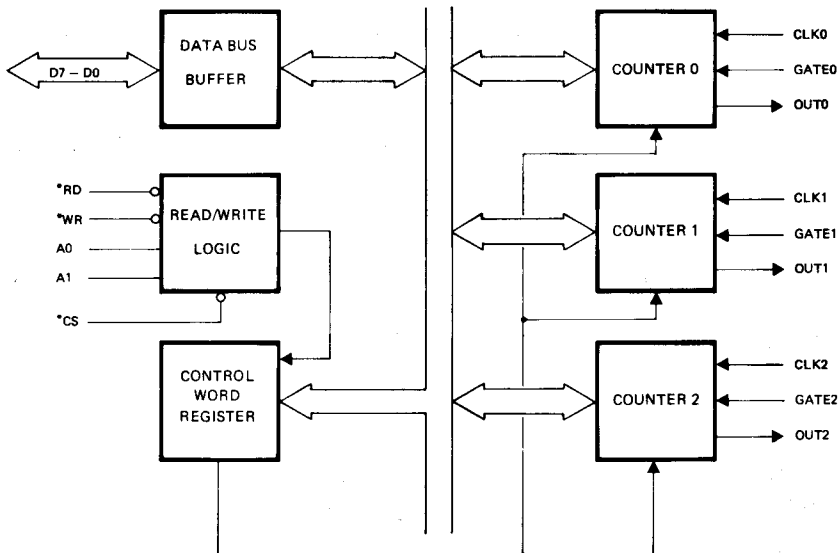 DATA BUS
BUFFER
D7 – D0
COUNTER 0
CLK0
GATE0
OUT0
*RD
*WR
A0
A1
*CS
READ/WRITE
LOGIC
COUNTER 1
CLK1
GATE1
OUT1
CONTROL
WORD
REGISTER
COUNTER 2
CLK2
GATE2
OUT2